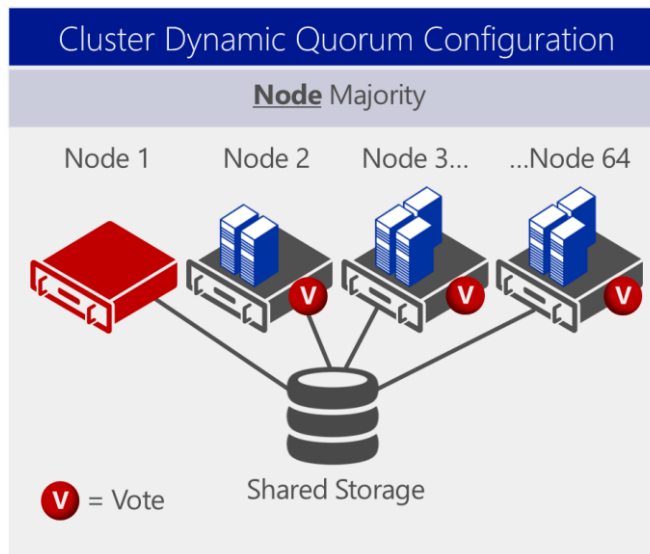 Cluster Dynamic Quorum Configuration
Node Majority
Node 1
Node 2
Node 3...
...Node 64
V
V
V
Shared Storage
V = Vote